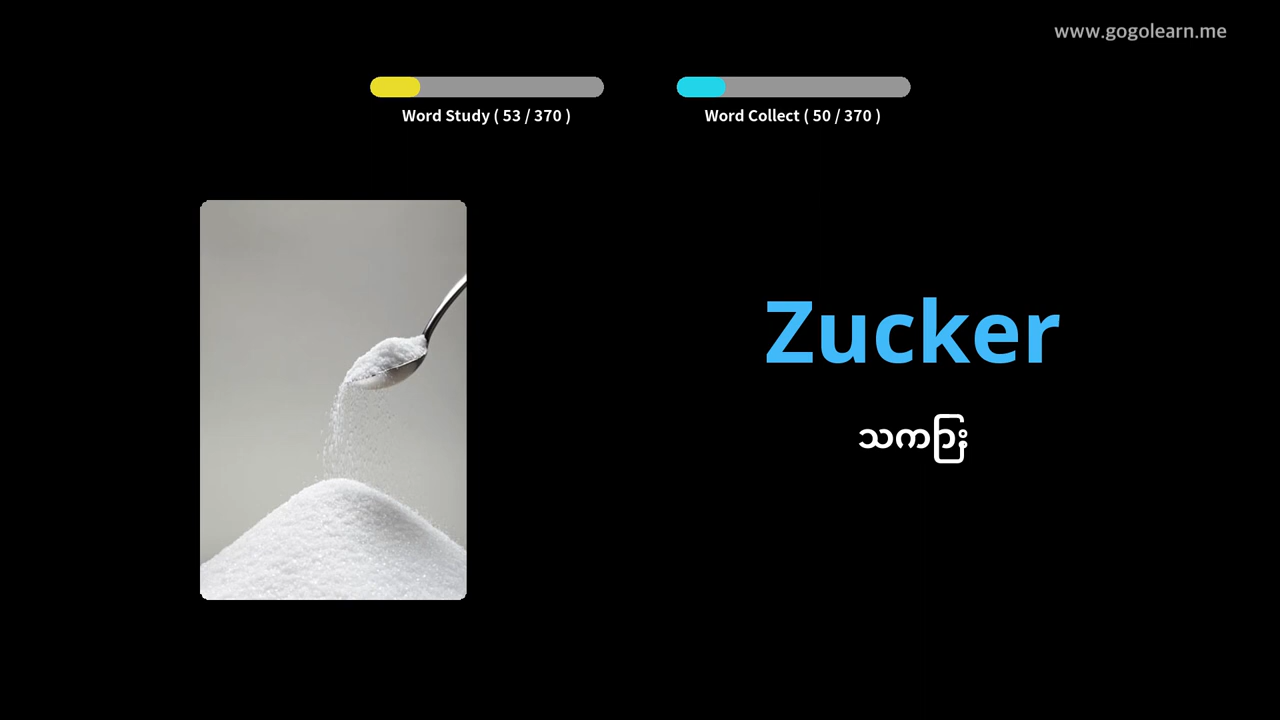 www.gogolearn.me
Word Study ( 53 / 370 )
Word Collect ( 50 / 370 )
Zucker
သကြား